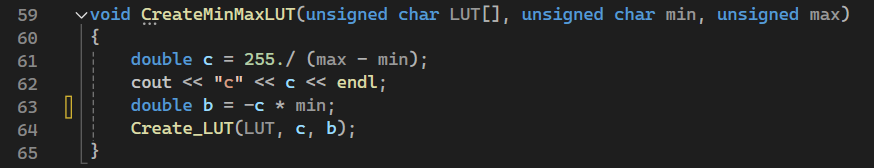 59 void CreateMinMaxLUT(unsigned char LUT[], unsigned char min, unsigned max)
60 {
61 double c = 255./ (max - min);
62 cout << "c" << c << endl;
63 double b = -c * min;
64 Create_LUT(LUT, c, b);
65 }